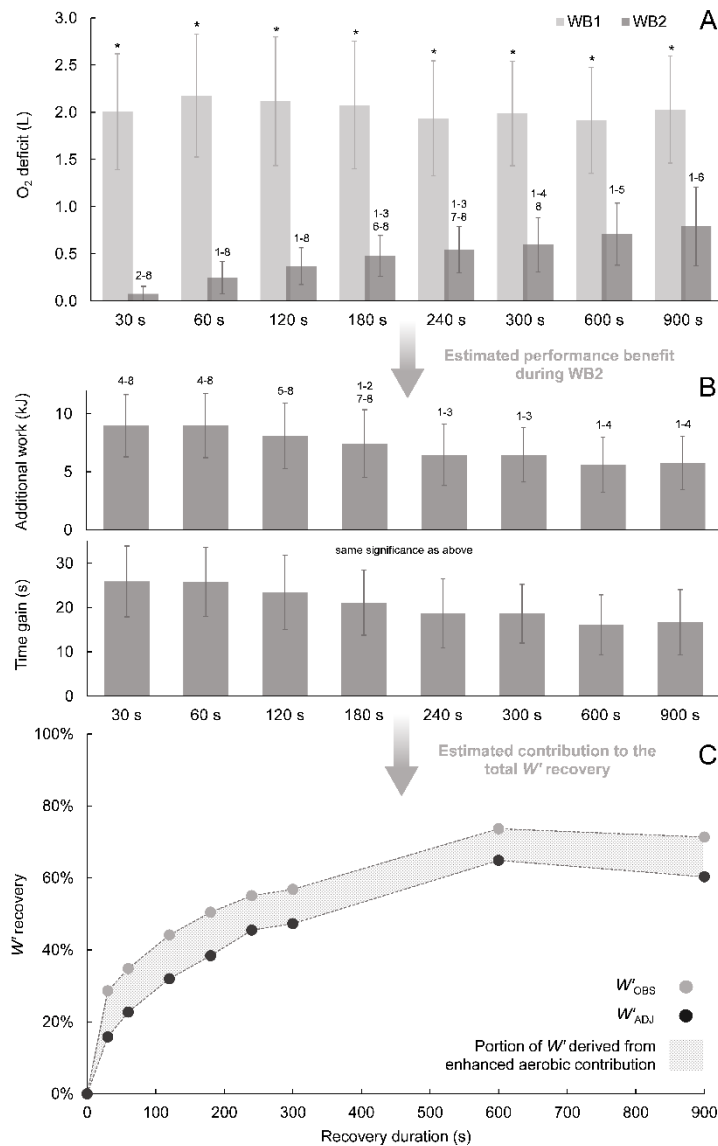 A
WB1 WB2
3.0
2.5
2.0
1.5
1.0
0.5
0.0
O2 deficit (L)
* * * * * * * *
2-8 1-8 1-8 1-3 1-3 1-4 1-5 1-6
6-8 7-8 8
30 s 60 s 120 s 180 s 240 s 300 s 600 s 900 s
Estimated performance benefit
during WB2
B
Additional work (kJ)
10
5
0
4-8 4-8 5-8 1-2 1-3 1-3 1-4 1-4
7-8
same significance as above
Time gain (s)
30
20
10
0
30 s 60 s 120 s 180 s 240 s 300 s 600 s 900 s
Estimated contribution to the
total W' recovery
C
100%
80%
60%
40%
20%
0%
W' recovery
W'OBS
W'ADJ
Portion of W' derived from
enhanced aerobic contribution
0 100 200 300 400 500 600 700 800 900
Recovery duration (s)